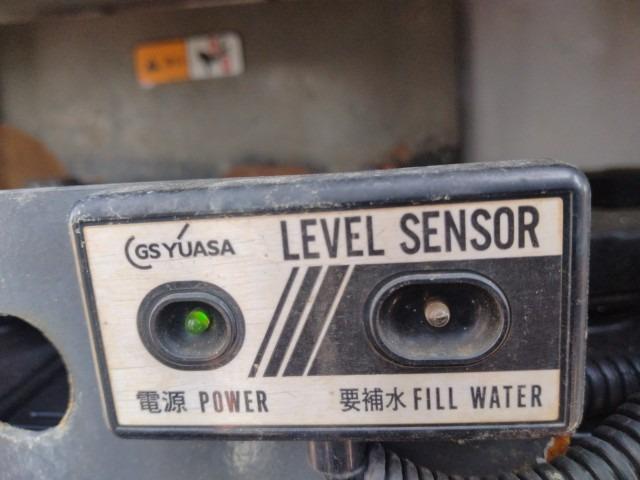 GS YUASA
LEVEL SENSOR
電源 POWER
要補水 FILL WATER